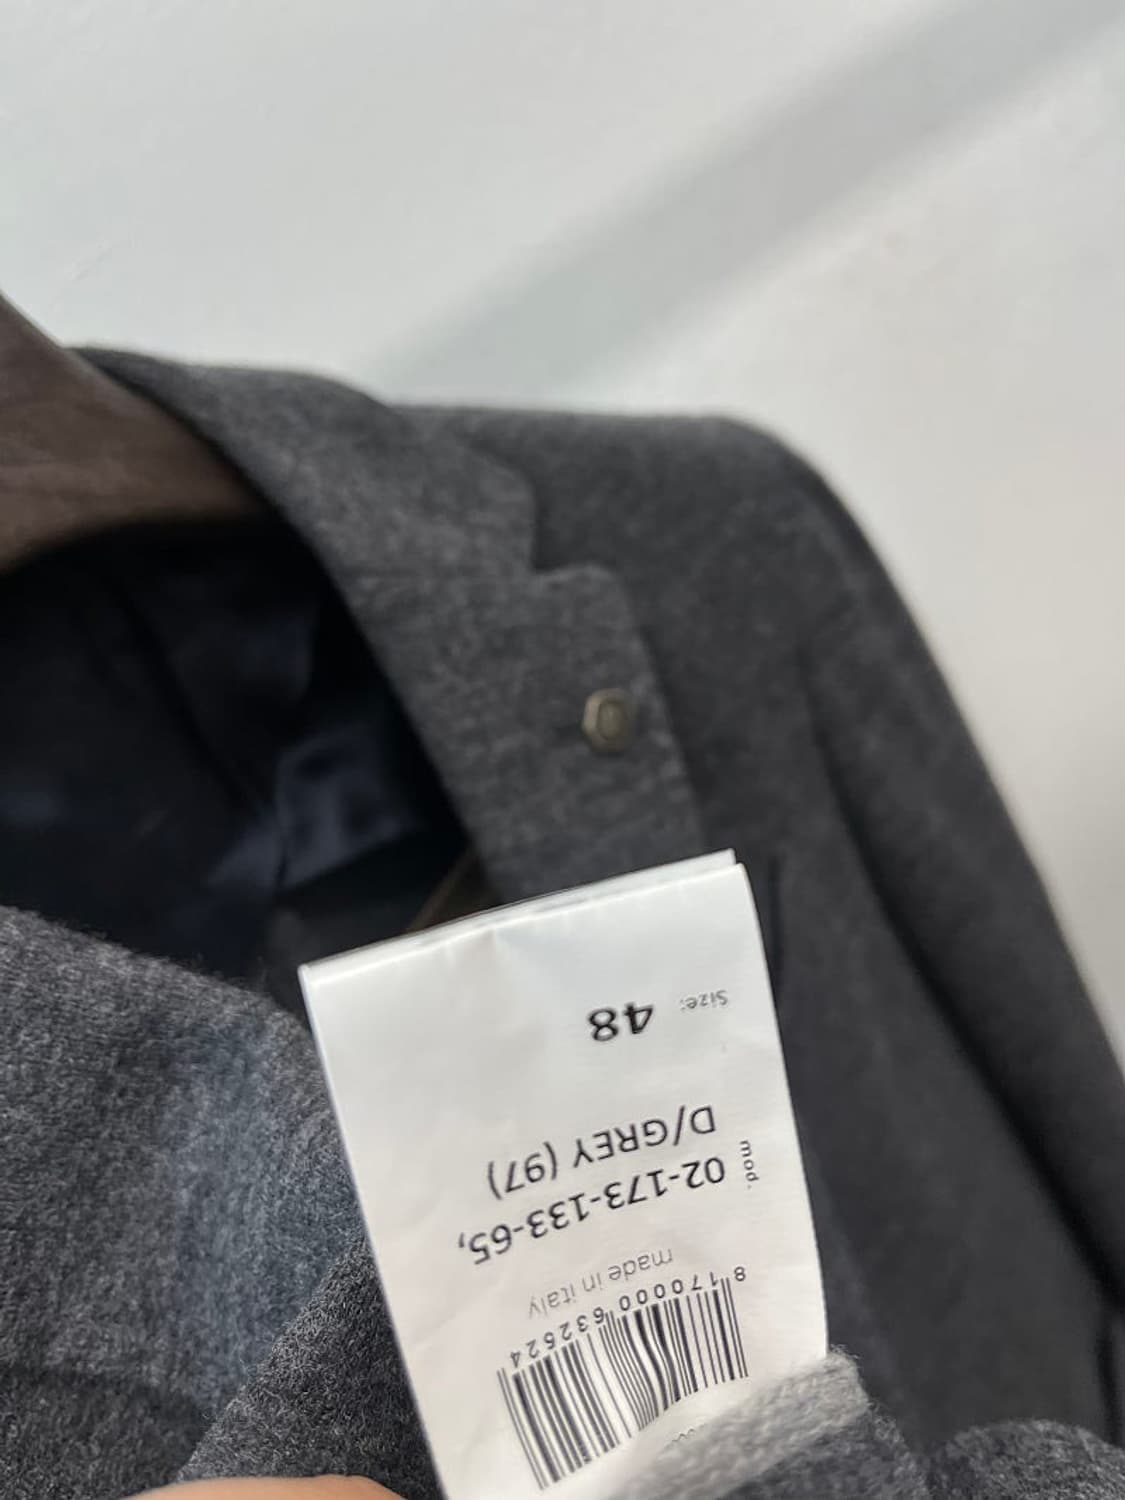 Size: 48
D/GREY (97)
mod. 02-173-133-65,
made in italy
8 170000 632624